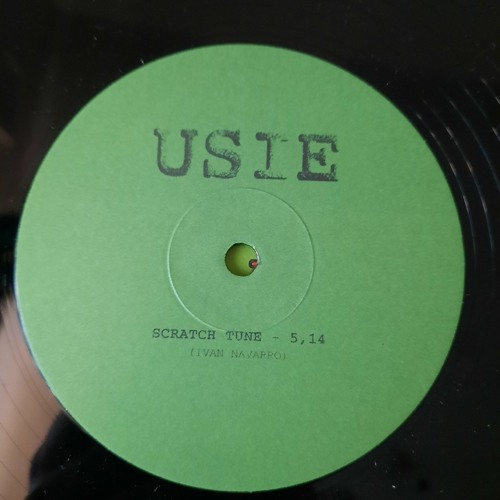 USIE
SCRATCH TUNE - 5,14
(IVAN NAVARRO)